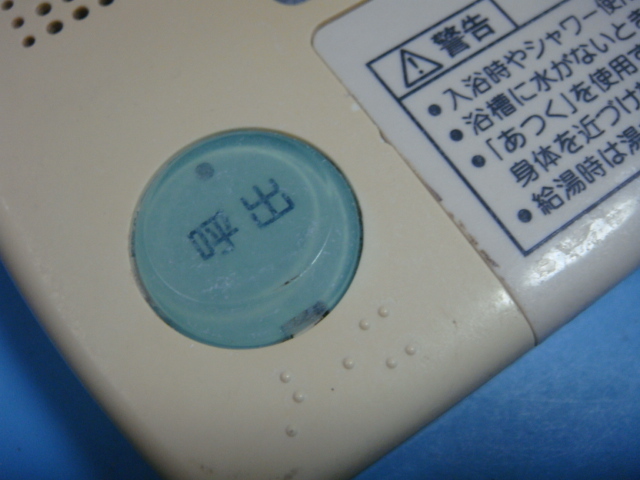 警告
●入浴時やシャワー使用
●浴槽に水がないとき
●「あつく」を使用す
身体を近づけ
●給湯時は湯
呼出